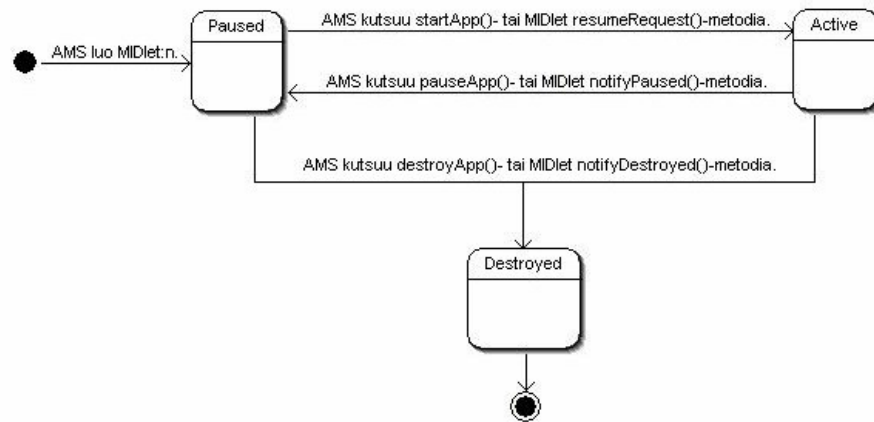 Paused
AMS kutsuu startApp()- tai MIDlet resumeRequest()-metodia.
Active
AMS luo MIDlet:n.
AMS kutsuu pauseApp()- tai MIDlet notifyPaused()-metodia.
AMS kutsuu destroyApp()- tai MIDlet notifyDestroyed()-metodia.
Destroyed